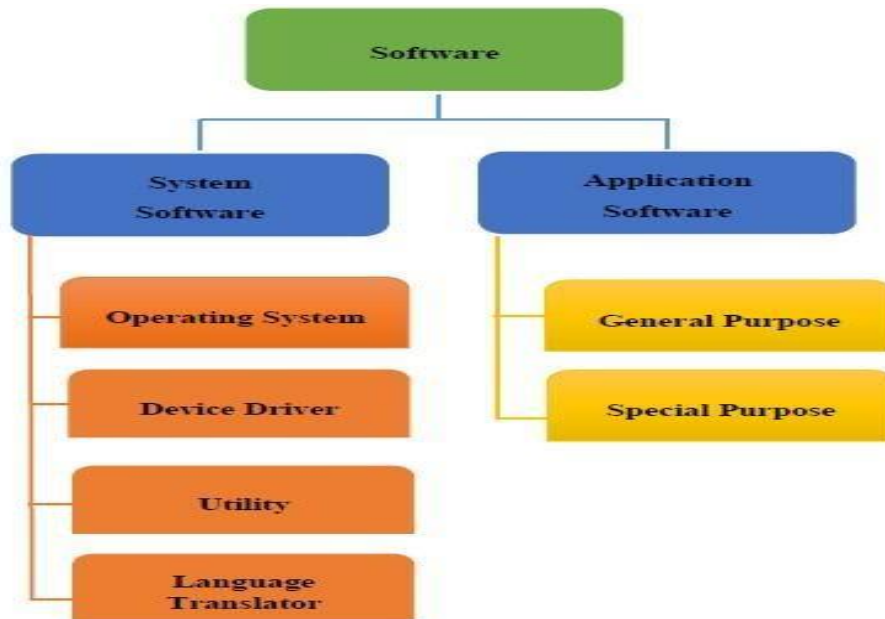 Software
System
Software
Application
Software
Operating System
Device Driver
Utility
Language
Translator
General Purpose
Special Purpose